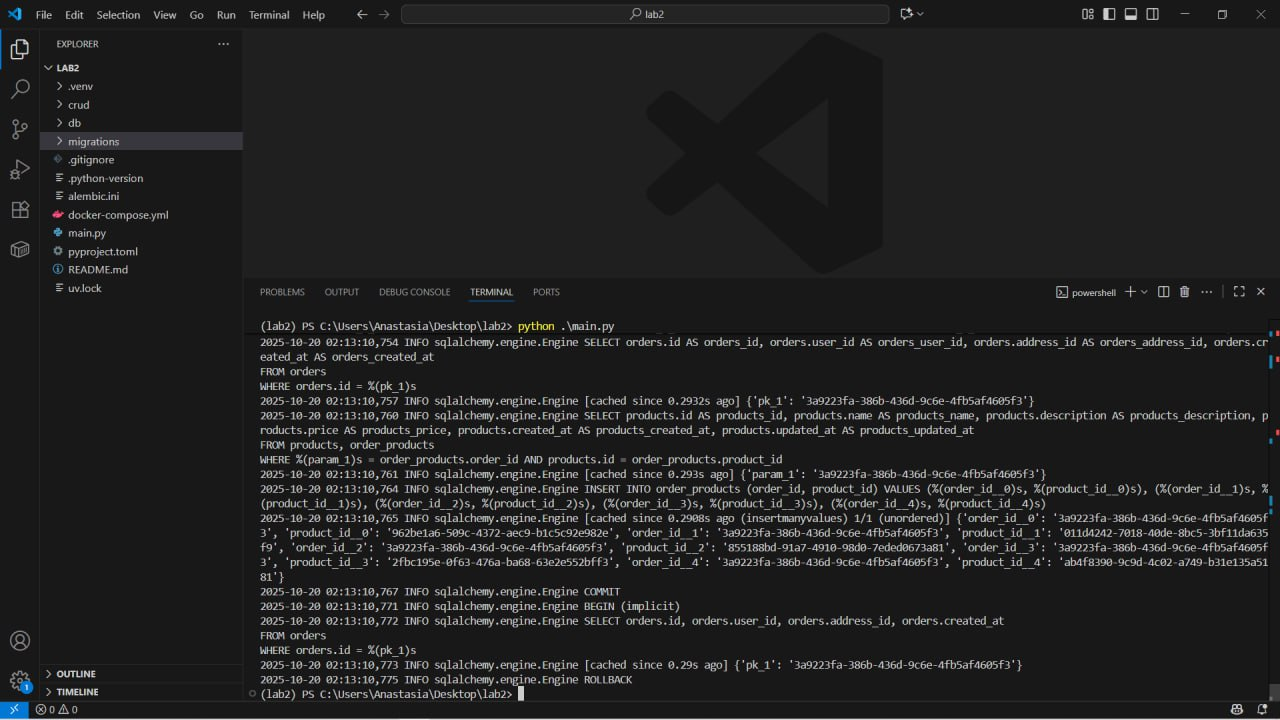 File Edit Selection View Go Run Terminal Help
lab2
EXPLORER
LAB2
.venv
crud
db
migrations
.gitignore
.python-version
alembic.ini
docker-compose.yml
main.py
pyproject.toml
README.md
uv.lock
OUTLINE
TIMELINE
PROBLEMS OUTPUT DEBUG CONSOLE TERMINAL PORTS
powershell
(lab2) PS C:\Users\Anastasia\Desktop\lab2> python .\main.py
2025-10-20 02:13:10,754 INFO sqlalchemy.engine.Engine SELECT orders.id AS orders_id, orders.user_id AS orders_user_id, orders.address_id AS orders_address_id, orders.cr
eated_at AS orders_created_at
FROM orders
WHERE orders.id = %(pk_1)s
2025-10-20 02:13:10,757 INFO sqlalchemy.engine.Engine [cached since 0.2932s ago] {'pk_1': '3a9223fa-386b-436d-9c6e-4fb5af4605f3'}
2025-10-20 02:13:10,760 INFO sqlalchemy.engine.Engine SELECT products.id AS products_id, products.name AS products_name, products.description AS products_description, p
roducts.price AS products_price, products.created_at AS products_created_at, products.updated_at AS products_updated_at
FROM products, order_products
WHERE %(param_1)s = order_products.order_id AND products.id = order_products.product_id
2025-10-20 02:13:10,761 INFO sqlalchemy.engine.Engine [cached since 0.293s ago] {'param_1': '3a9223fa-386b-436d-9c6e-4fb5af4605f3'}
2025-10-20 02:13:10,764 INFO sqlalchemy.engine.Engine INSERT INTO order_products (order_id, product_id) VALUES (%(order_id__0)s, %(product_id__0)s), (%(order_id__1)s, %
(product_id__1)s), (%(order_id__2)s, %(product_id__2)s), (%(order_id__3)s, %(product_id__3)s), (%(order_id__4)s, %(product_id__4)s)
2025-10-20 02:13:10,765 INFO sqlalchemy.engine.Engine [cached since 0.2908s ago (insertmanyvalues) 1/1 (unordered)] {'order_id__0': '3a9223fa-386b-436d-9c6e-4fb5af4605f
3', 'product_id__0': '962be1a6-509c-4372-aec9-b1c5c92e982e', 'order_id__1': '3a9223fa-386b-436d-9c6e-4fb5af4605f3', 'product_id__1': '011d4242-7018-40de-8bc5-3bf11da635
f9', 'order_id__2': '3a9223fa-386b-436d-9c6e-4fb5af4605f3', 'product_id__2': '855188bd-91a7-4910-98d0-7eded0673a81', 'order_id__3': '3a9223fa-386b-436d-9c6e-4fb5af4605f
3', 'product_id__3': '2fbc195e-0f63-476a-ba68-63e2e552bff3', 'order_id__4': '3a9223fa-386b-436d-9c6e-4fb5af4605f3', 'product_id__4': 'ab4f8390-9c9d-4c02-a749-b31e135a51
81'}
2025-10-20 02:13:10,767 INFO sqlalchemy.engine.Engine COMMIT
2025-10-20 02:13:10,771 INFO sqlalchemy.engine.Engine BEGIN (implicit)
2025-10-20 02:13:10,772 INFO sqlalchemy.engine.Engine SELECT orders.id, orders.user_id, orders.address_id, orders.created_at
FROM orders
WHERE orders.id = %(pk_1)s
2025-10-20 02:13:10,773 INFO sqlalchemy.engine.Engine [cached since 0.29s ago] {'pk_1': '3a9223fa-386b-436d-9c6e-4fb5af4605f3'}
2025-10-20 02:13:10,775 INFO sqlalchemy.engine.Engine ROLLBACK
(lab2) PS C:\Users\Anastasia\Desktop\lab2>
1
0 0